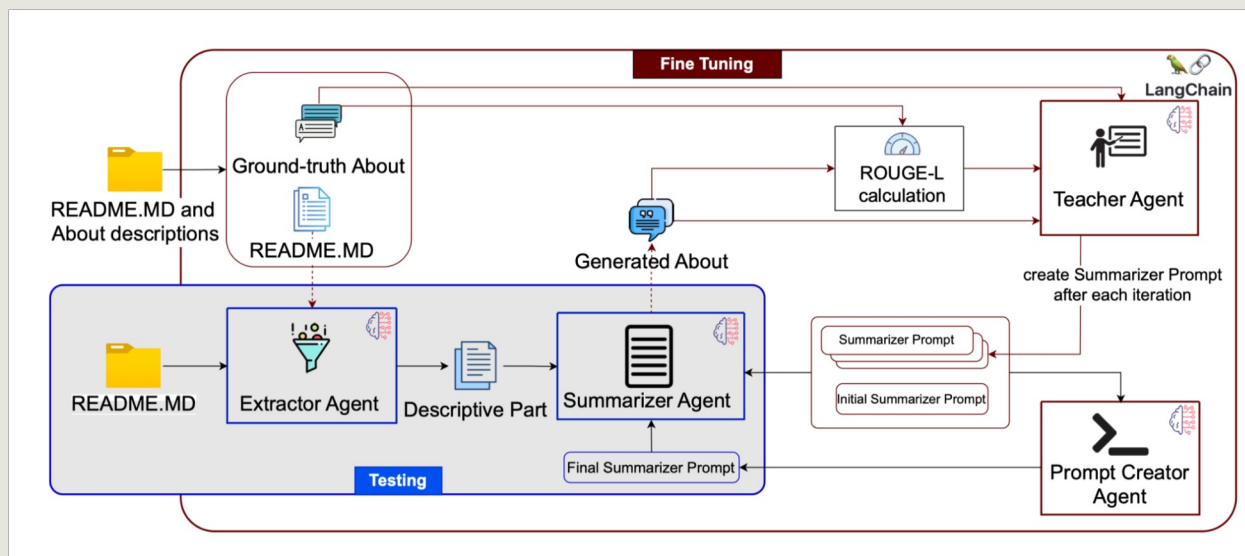 Fine Tuning
LangChain
Ground-truth About
README.MD and
About descriptions
README.MD
ROUGE-L
calculation
Teacher Agent
Generated About
create Summarizer Prompt
after each iteration
README.MD
Extractor Agent
Descriptive Part
Summarizer Agent
Summarizer Prompt
Initial Summarizer Prompt
Final Summarizer Prompt
Prompt Creator
Agent
Testing